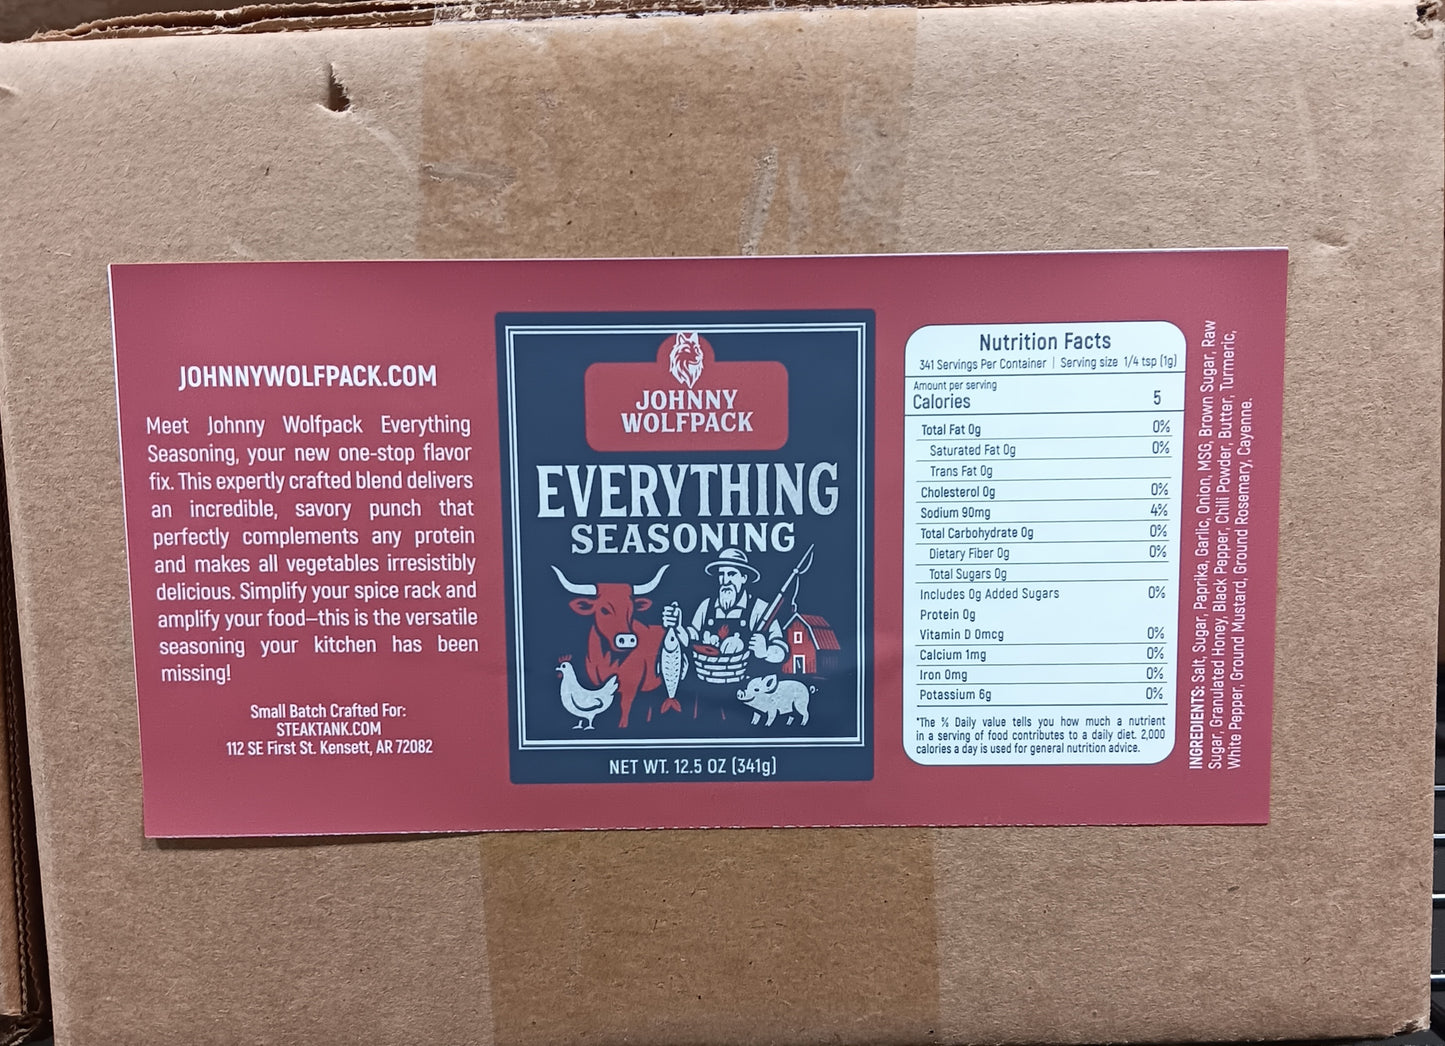 JOHNNYWOLFPACK.COM
Meet Johnny Wolfpack Everything
Seasoning, your new one-stop flavor
fix. This expertly crafted blend delivers
an incredible, savory punch that
perfectly complements any protein
and makes all vegetables irresistibly
delicious. Simplify your spice rack and
amplify your food—this is the versatile
seasoning your kitchen has been
missing!
Small Batch Crafted For:
STEAKTANK.COM
112 SE First St. Kensett, AR 72082
JOHNNY
WOLFPACK
EVERYTHING
SEASONING
NET WT. 12.5 OZ (341g)
Nutrition Facts
341 Servings Per Container | Serving size 1/4 tsp (1g)
Amount per serving
Calories 5
Total Fat 0g 0%
Saturated Fat 0g 0%
Trans Fat 0g
Cholesterol 0g 0%
Sodium 90mg 4%
Total Carbohydrate 0g 0%
Dietary Fiber 0g 0%
Total Sugars 0g
Includes 0g Added Sugars 0%
Protein 0g
Vitamin D 0mcg 0%
Calcium 1mg 0%
Iron 0mg 0%
Potassium 6g 0%
*The % Daily value tells you how much a nutrient
in a serving of food contributes to a daily diet. 2,000
calories a day is used for general nutrition advice.
INGREDIENTS: Salt, Sugar, Paprika, Garlic, Onion, MSG, Brown Sugar, Raw
Sugar, Granulated Honey, Black Pepper, Chili Powder, Butter, Turmeric,
White Pepper, Ground Mustard, Ground Rosemary, Cayenne.